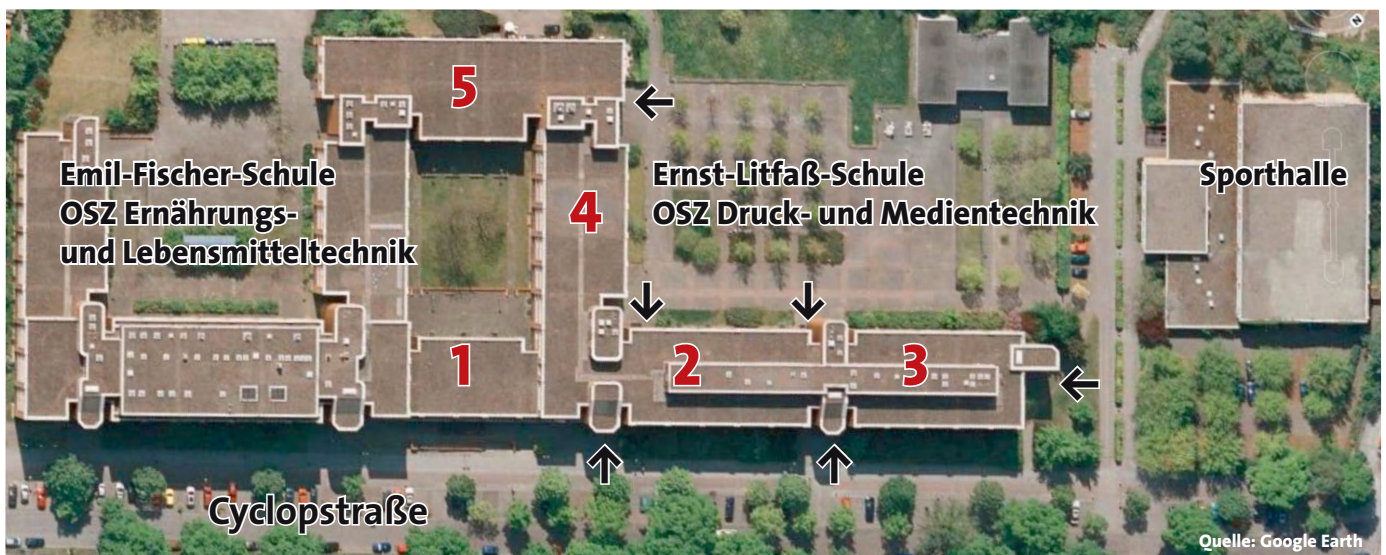 5
Emil-Fischer-Schule
OSZ Ernährungs-
und Lebensmitteltechnik
4
Ernst-Litfaß-Schule
OSZ Druck- und Medientechnik
Sporthalle
1
2
3
Cyclopstraße
Quelle: Google Earth